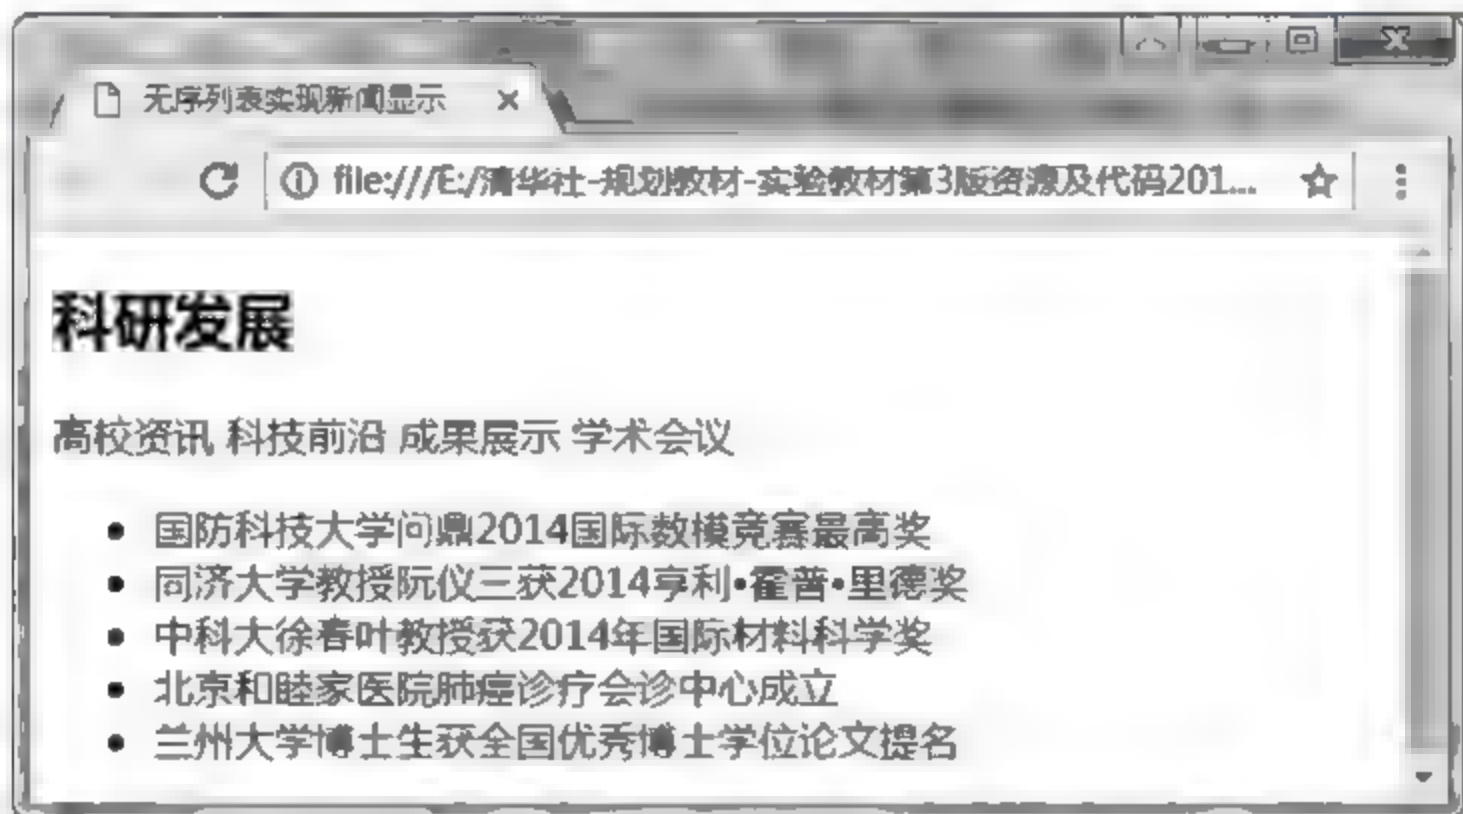 无序列表实现新闻显示
file:///E:/清华社-规划教材-实验教材第3版资源及代码201...
科研发展
高校资讯 科技前沿 成果展示 学术会议
• 国防科技大学问鼎2014国际数模竞赛最高奖
• 同济大学教授阮仪三获2014亨利•霍普•里德奖
• 中科大徐春叶教授获2014年国际材料科学奖
• 北京和睦家医院肺癌诊疗会诊中心成立
• 兰州大学博士生获全国优秀博士学位论文提名